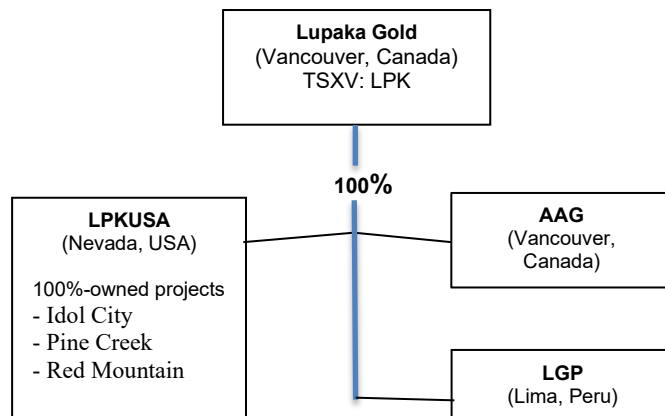 Lupaka Gold
(Vancouver, Canada)
TSXV: LPK
100%
LPKUSA
(Nevada, USA)
100%-owned projects
- Idol City
- Pine Creek
- Red Mountain
AAG
(Vancouver,
Canada)
LGP
(Lima, Peru)